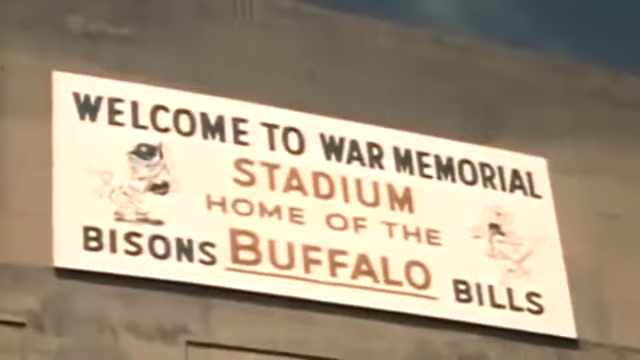 WELCOME TO WAR MEMORIAL
STADIUM
HOME OF THE
BISONS BUFFALO BILLS